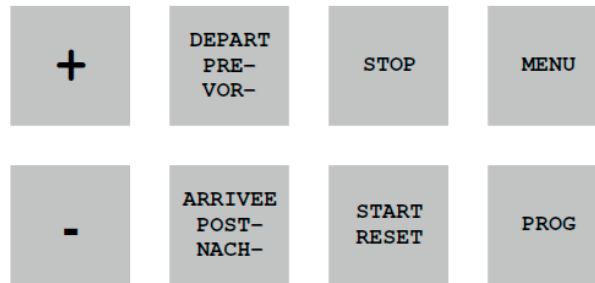 +
DEPART
PRE-
VOR-
STOP
MENU
-
ARRIVEE
POST-
NACH-
START
RESET
PROG